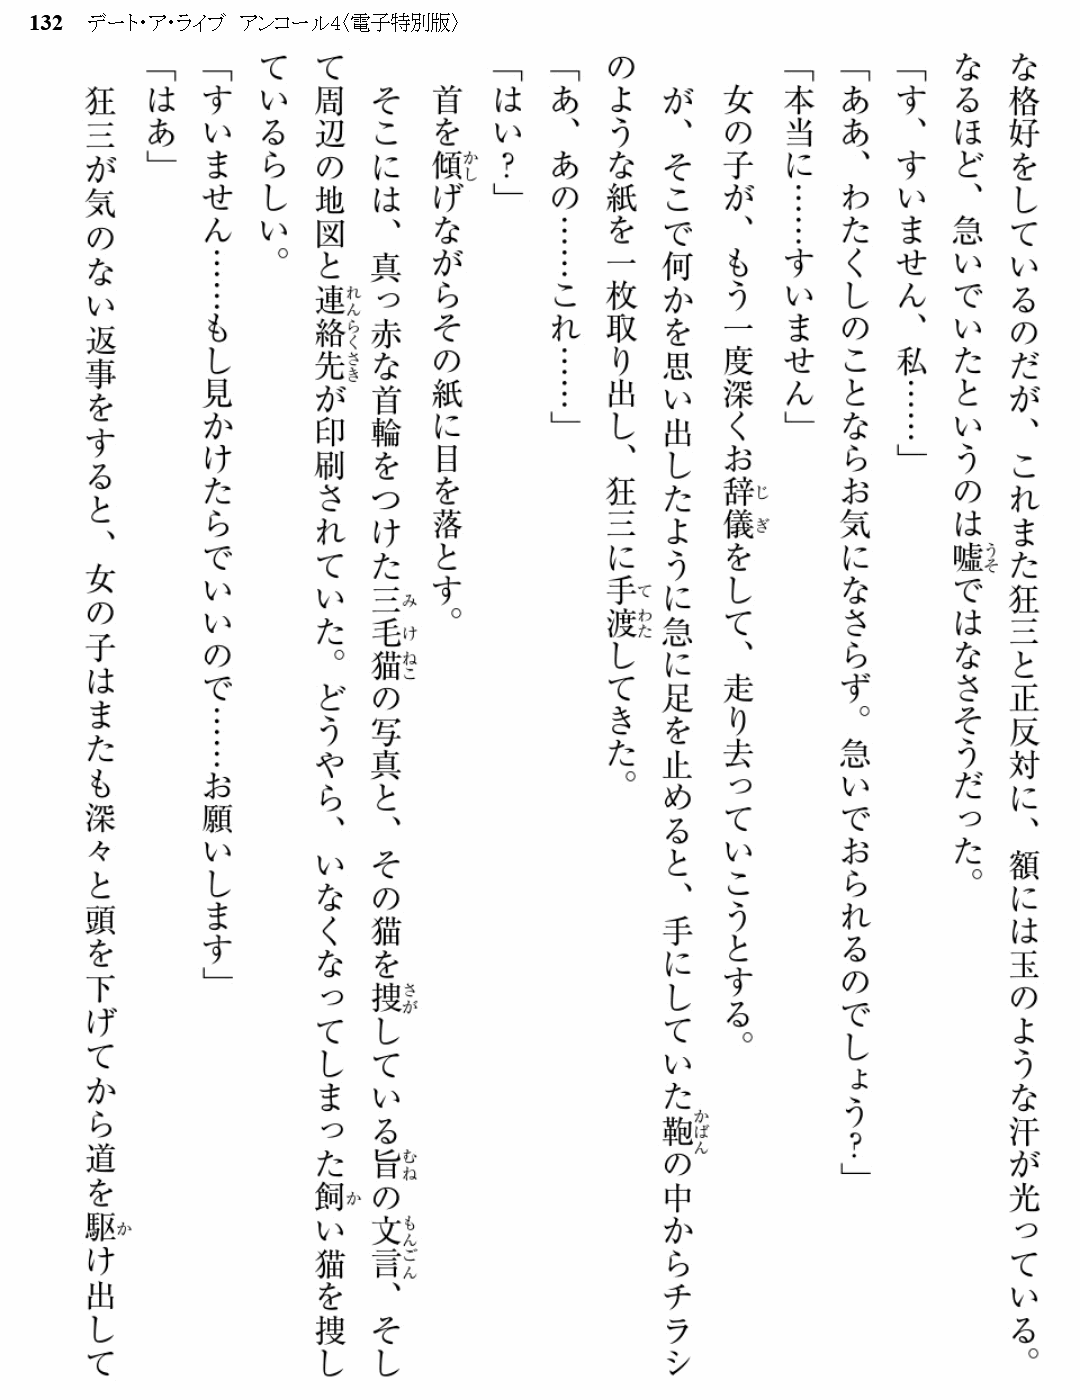 132 デート・ア・ライブ アンコール4〈電子特別版〉
な格好をしているのだが、これまた狂三と正反対に、額には玉のような汗が光っている。
なるほど、急いでいたというのは嘘ではなさそうだった。
「す、すいません、私……」
「ああ、わたくしのことならお気になさらず。急いでおられるのでしょう?」
「本当に……すいません」
女の子が、もう一度深くお辞儀をして、走り去っていこうとする。
が、そこで何かを思い出したように急に足を止めると、手にしていた鞄の中からチラシ
のような紙を一枚取り出し、狂三に手渡してきた。
「あ、あの……これ……」
「はい?」
首を傾げながらその紙に目を落とす。
そこには、真っ赤な首輪をつけた三毛猫の写真と、その猫を捜している旨の文言、そし
て周辺の地図と連絡先が印刷されていた。どうやら、いなくなってしまった飼い猫を捜し
ているらしい。
「すいません……もし見かけたらでいいので……お願いします」
「はあ」
狂三が気のない返事をすると、女の子はまたも深々と頭を下げてから道を駆け出して